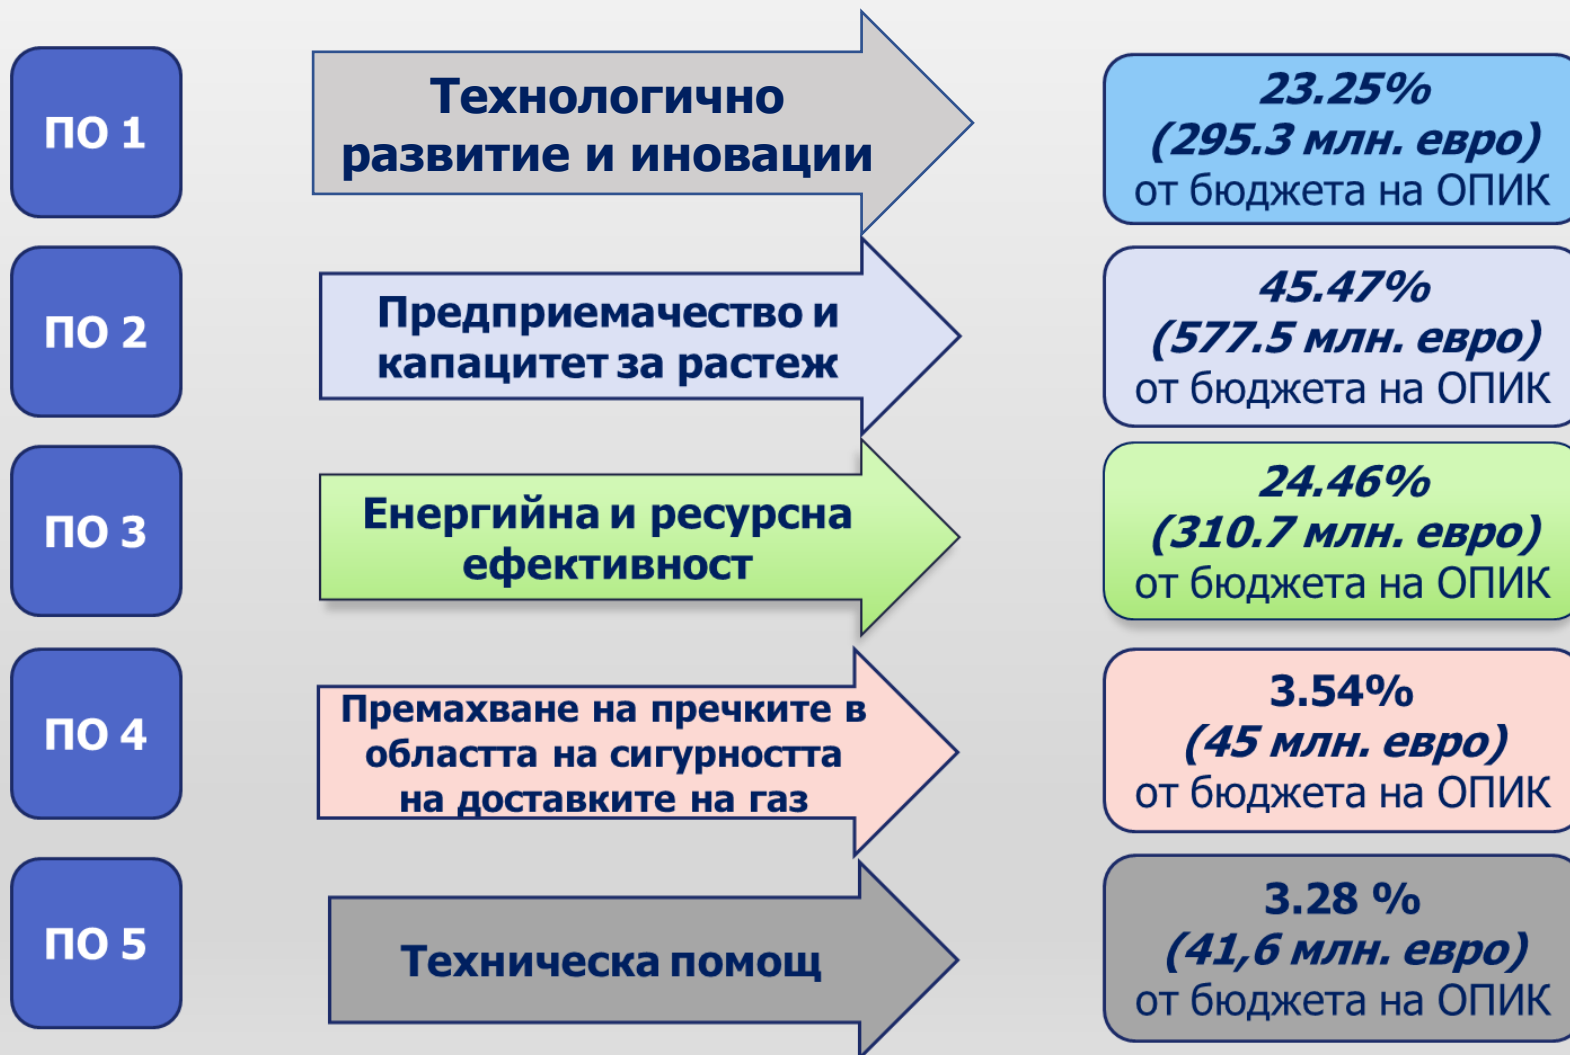 ПО 1
Технологично
развитие и иновации
23.25%
(295.3 млн. евро)
от бюджета на ОПИК
ПО 2
Предприемачество и
капацитет за растеж
45.47%
(577.5 млн. евро)
от бюджета на ОПИК
ПО 3
Енергийна и ресурсна
ефективност
24.46%
(310.7 млн. евро)
от бюджета на ОПИК
ПО 4
Премахване на пречките в
областта на сигурността
на доставките на газ
3.54%
(45 млн. евро)
от бюджета на ОПИК
ПО 5
Техническа помощ
3.28 %
(41,6 млн. евро)
от бюджета на ОПИК